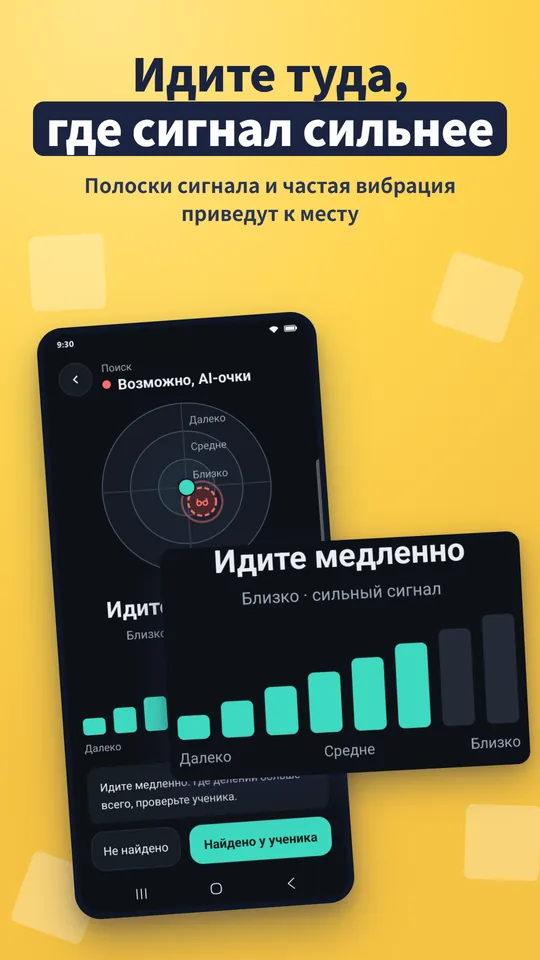 Идите туда,
где сигнал сильнее
Полоски сигнала и частая вибрация
приведут к месту
9:30
Поиск
Возможно, AI-очки
Далеко
Средне
Близко
Идите медленно
Близко · сильный сигнал
Далеко
Средне
Близко
Далеко
Идите медленно. Где делений больше
всего, проверьте ученика.
Не найдено
Найдено у ученика